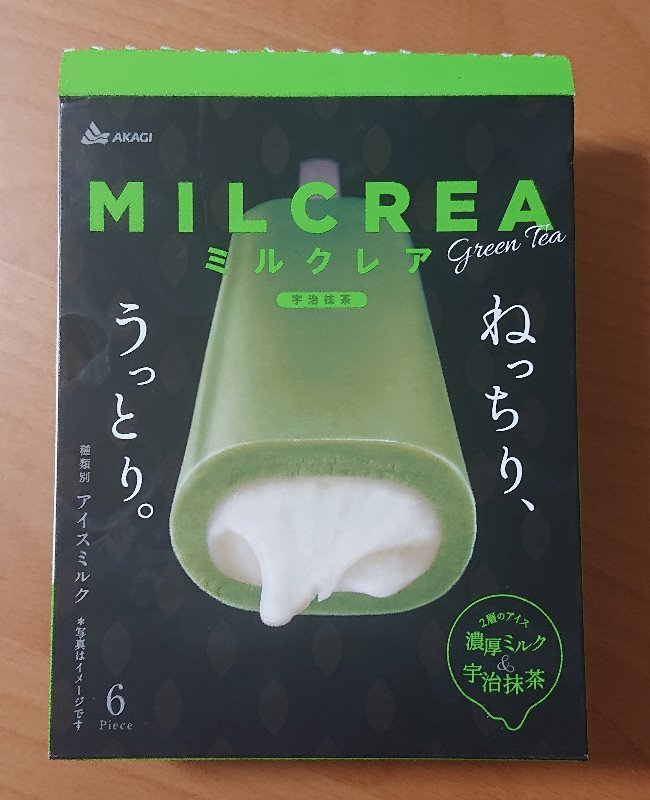 AKAGI
MILCREA
ミルクレア
Green Tea
宇治抹茶
ねっちり、
うっとり。
種類別 アイスミルク
＊写真はイメージです
6
Piece
2層のアイス
濃厚ミルク
&
宇治抹茶